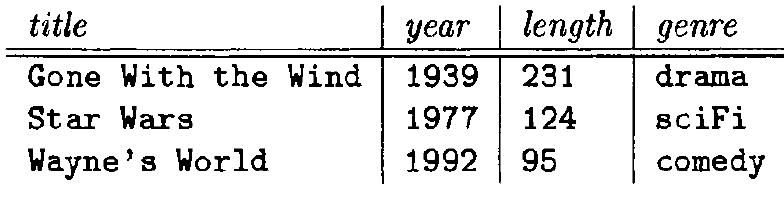 title year length genre
Gone With the Wind 1939 231 drama
Star Wars 1977 124 sciFi
Wayne's World 1992 95 comedy